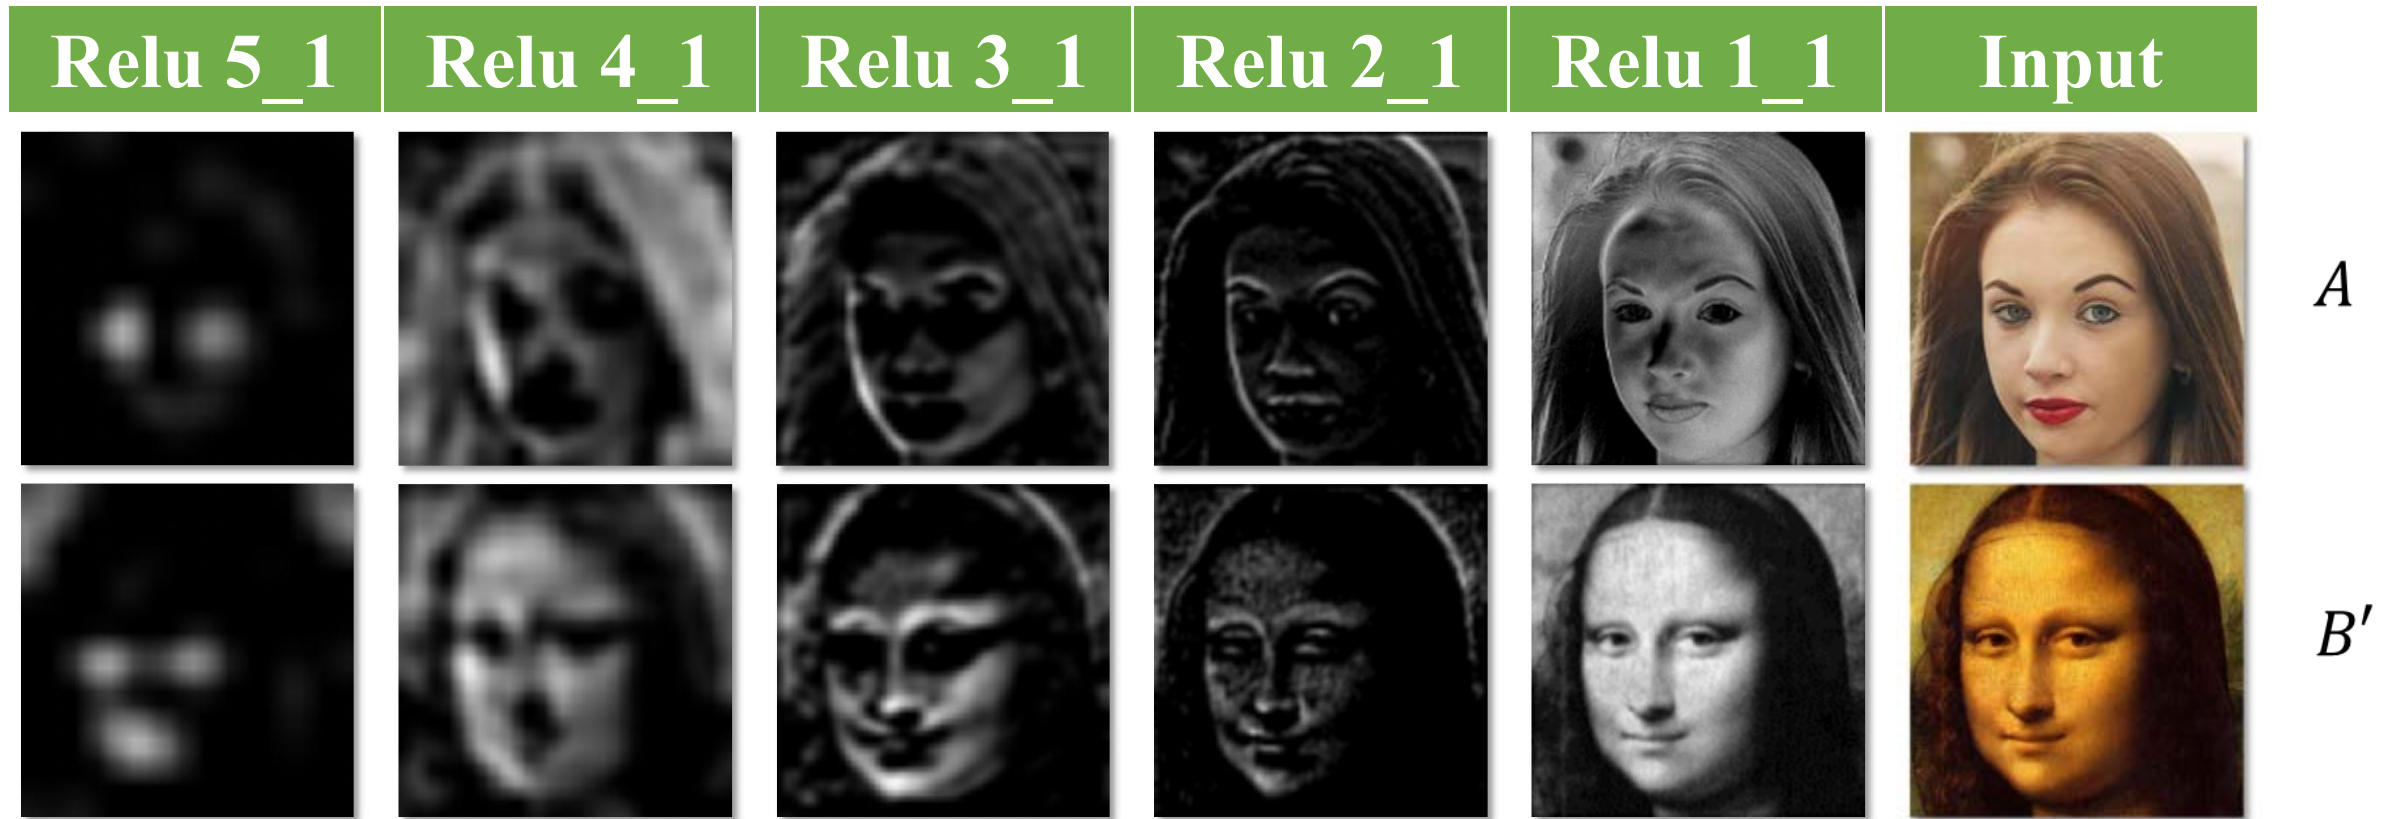 Relu 5_1 Relu 4_1 Relu 3_1 Relu 2_1 Relu 1_1 Input
A
B′